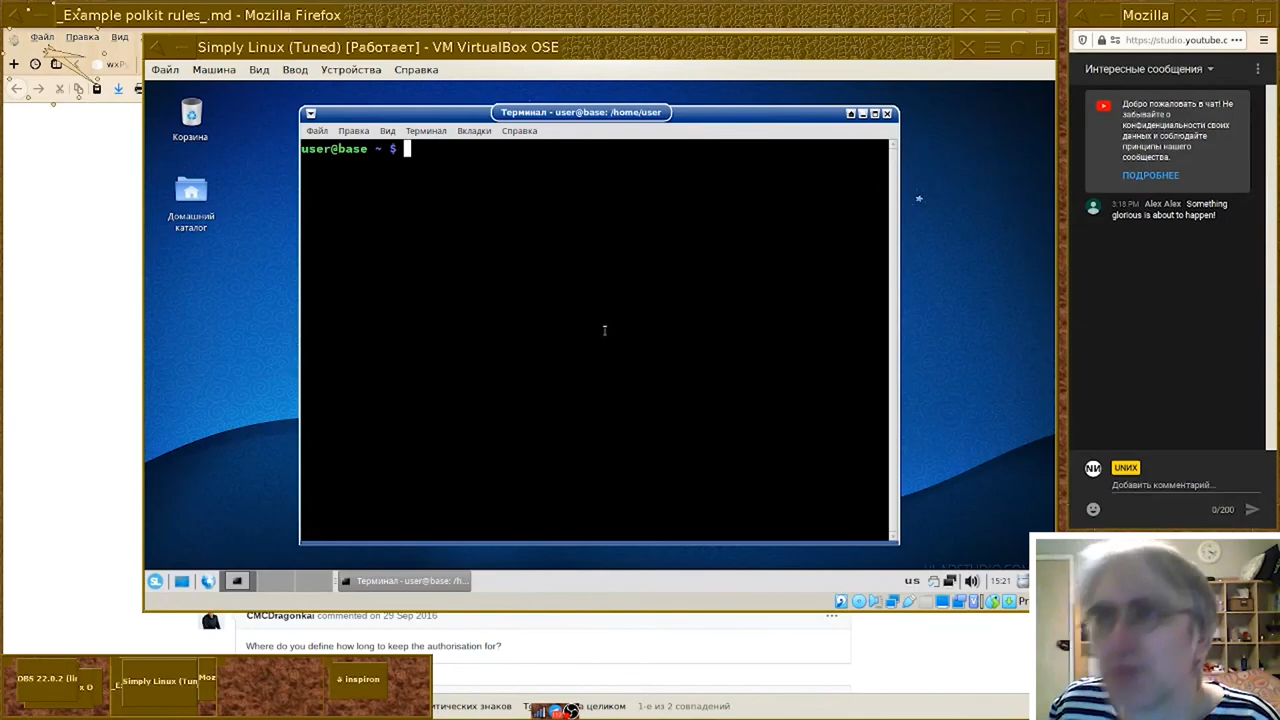 _Example polkit rules_.md - Mozilla Firefox
Mozilla
Файл Правка Вид
Simply Linux (Tuned) [Работает] - VM VirtualBox OSE
Файл Машина Вид Ввод Устройства Справка
https://studio.youtube.c
Интересные сообщения
Корзина
Домашний
каталог
Терминал - user@base: /home/user
Файл Правка Вид Терминал Вкладки Справка
user@base ~ $
Добро пожаловать в чат! Не
забывайте о
конфиденциальности своих
данных и соблюдайте
принципы нашего
сообщества.
ПОДРОБНЕЕ
3:18 PM Alex Alex Something
glorious is about to happen!
UNИX
Добавить комментарий...
0/200
SL
Терминал - user@base: /h...
us
15:21
CMCDragonkai commented on 29 Sep 2016
Where do you define how long to keep the authorisation for?
OBS 22.0.2 (lin
Simply Linux (Tun
Moz
inspiron
целиком
1-е из 2 совпадений